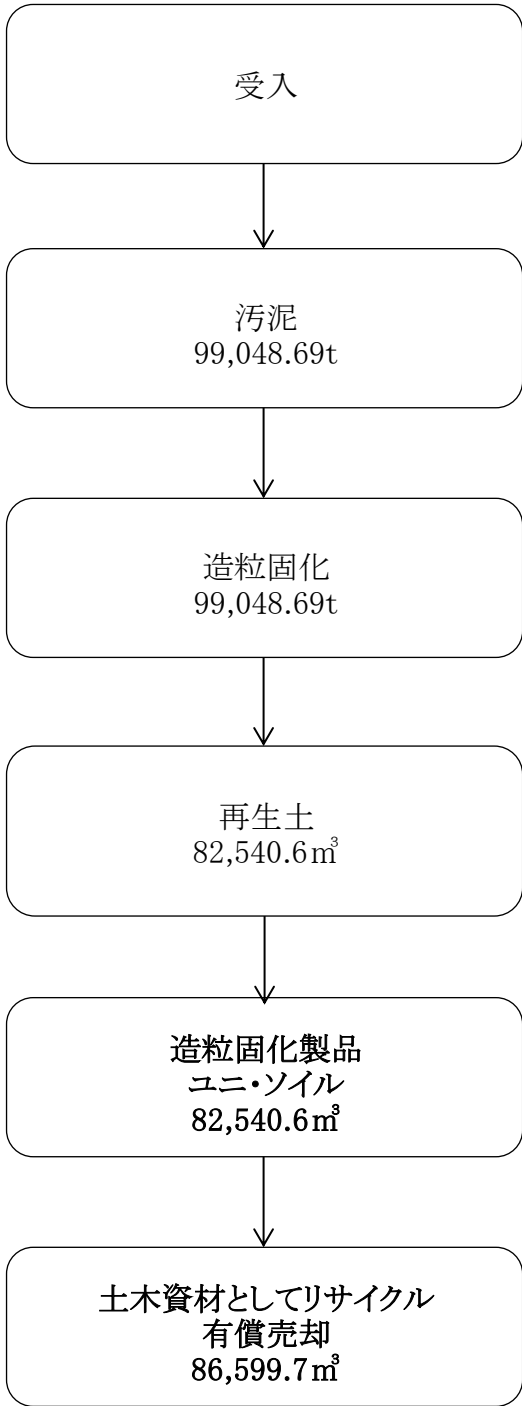 受入
汚泥
99,048.69t
造粒固化
99,048.69t
再生土
82,540.6㎥
造粒固化製品
ユニ・ソイル
82,540.6㎥
土木資材としてリサイクル
有償売却
86,599.7㎥